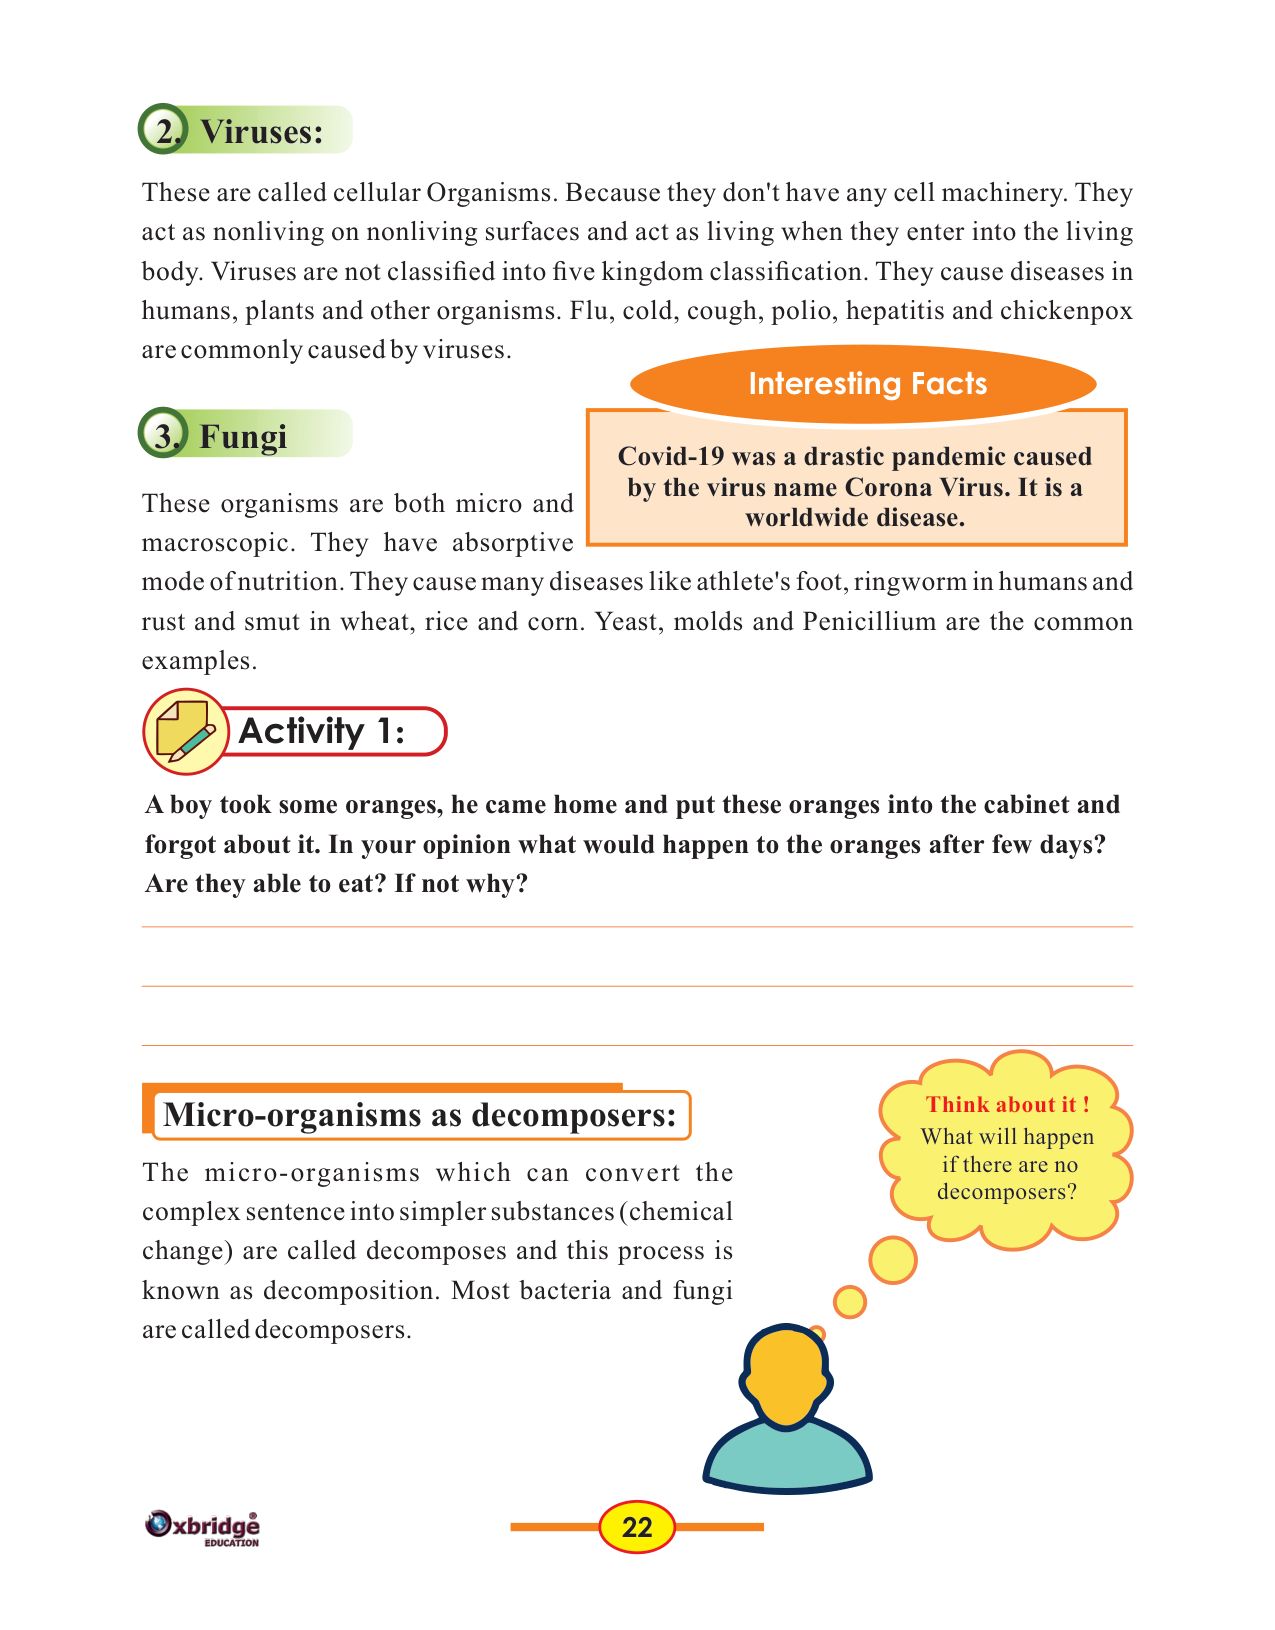 2. Viruses:
These are called cellular Organisms. Because they don't have any cell machinery. They
act as nonliving on nonliving surfaces and act as living when they enter into the living
body. Viruses are not classified into five kingdom classification. They cause diseases in
humans, plants and other organisms. Flu, cold, cough, polio, hepatitis and chickenpox
are commonly caused by viruses.
Interesting Facts
Covid-19 was a drastic pandemic caused
by the virus name Corona Virus. It is a
worldwide disease.
3. Fungi
These organisms are both micro and
macroscopic. They have absorptive
mode of nutrition. They cause many diseases like athlete's foot, ringworm in humans and
rust and smut in wheat, rice and corn. Yeast, molds and Penicillium are the common
examples.
Activity 1:
A boy took some oranges, he came home and put these oranges into the cabinet and
forgot about it. In your opinion what would happen to the oranges after few days?
Are they able to eat? If not why?
Micro-organisms as decomposers:
The micro-organisms which can convert the
complex sentence into simpler substances (chemical
change) are called decomposes and this process is
known as decomposition. Most bacteria and fungi
are called decomposers.
Think about it !
What will happen
if there are no
decomposers?
Oxbridge®
EDUCATION
22